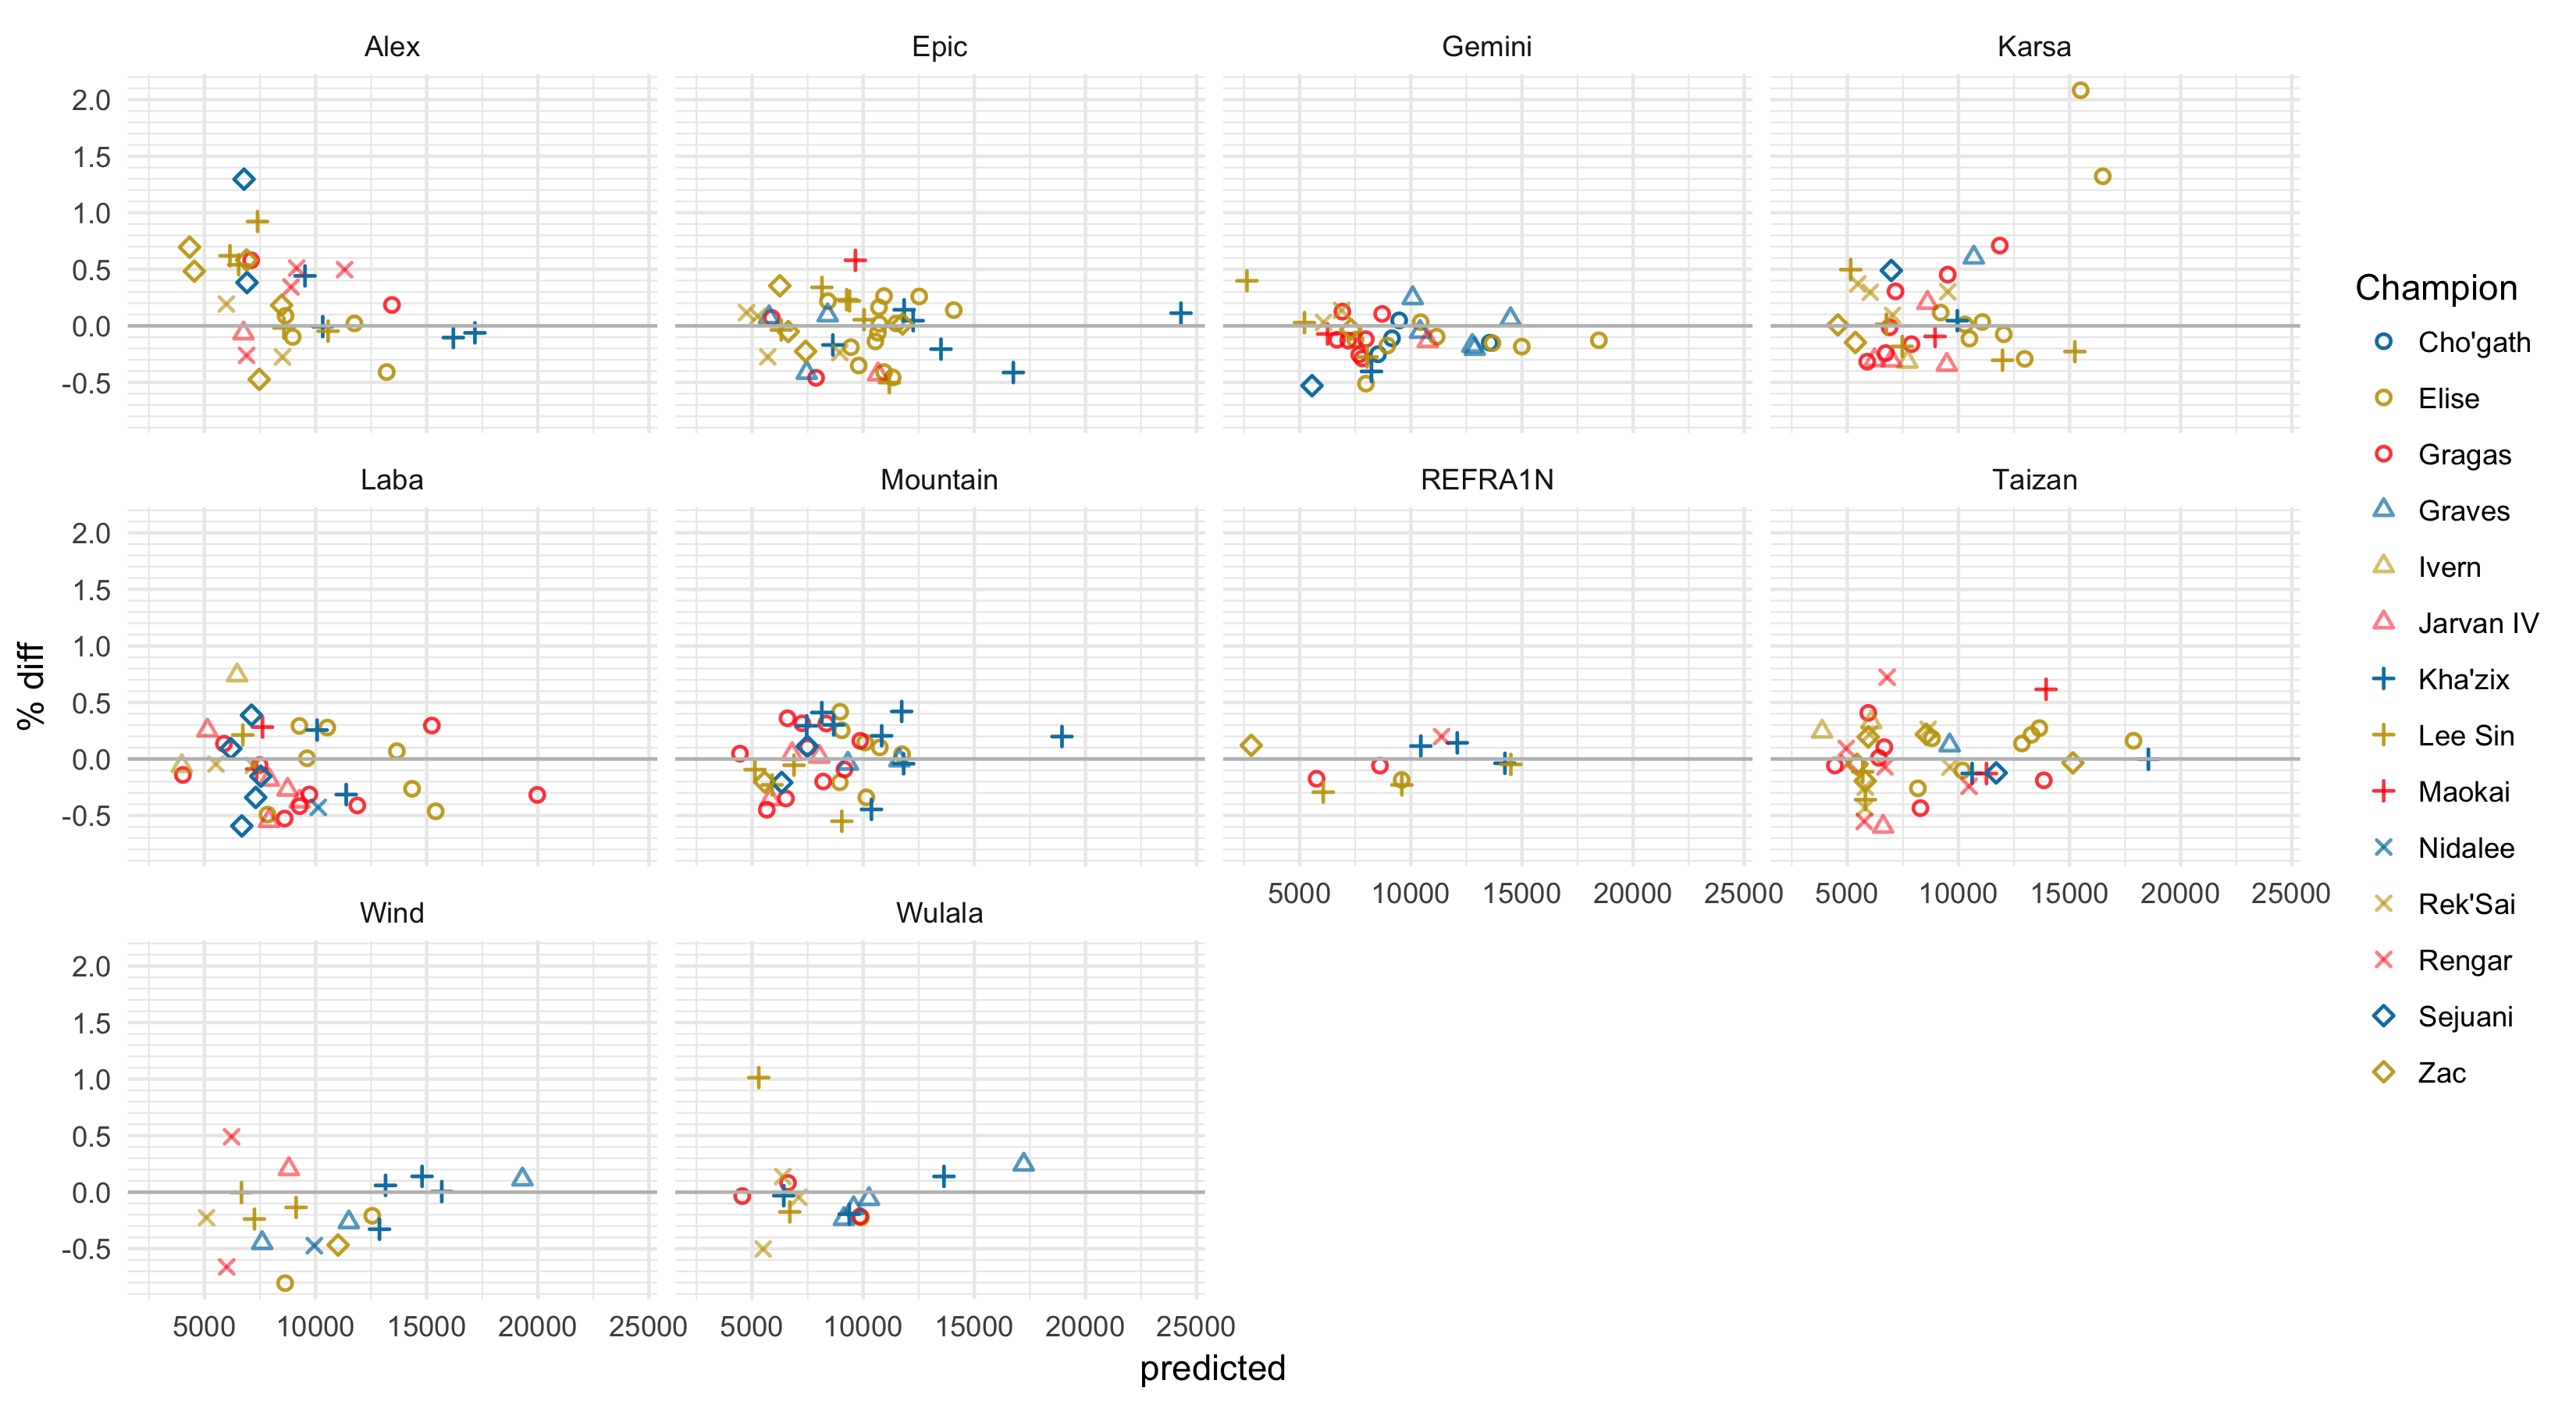 Alex Epic Gemini Karsa
2.0
1.5
1.0
0.5
0.0
-0.5
Laba Mountain REFRA1N Taizan
2.0
1.5
1.0
0.5
0.0
-0.5
5000 10000 15000 20000 25000 5000 10000 15000 20000 25000
Wind Wulala
2.0
1.5
1.0
0.5
0.0
-0.5
5000 10000 15000 20000 25000 5000 10000 15000 20000 25000
% diff
predicted
Champion
Cho'gath
Elise
Gragas
Graves
Ivern
Jarvan IV
Kha'zix
Lee Sin
Maokai
Nidalee
Rek'Sai
Rengar
Sejuani
Zac